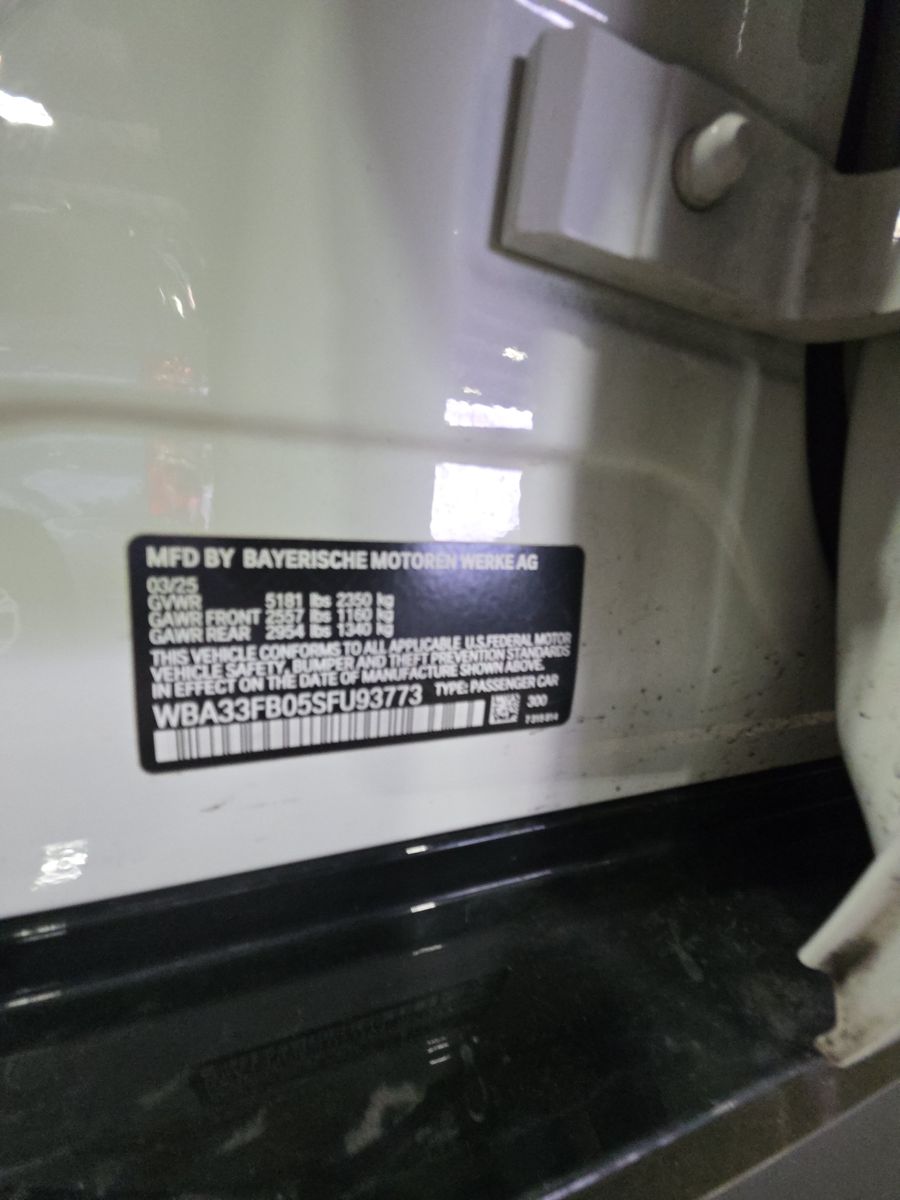 MFD BY BAYERISCHE MOTOREN WERKE AG
03/25
GVWR 5181 lbs 2350 kg
GAWR FRONT 2557 lbs 1160 kg
GAWR REAR 2954 lbs 1340 kg
THIS VEHICLE CONFORMS TO ALL APPLICABLE U.S.FEDERAL MOTOR
VEHICLE SAFETY, BUMPER AND THEFT PREVENTION STANDARDS
IN EFFECT ON THE DATE OF MANUFACTURE SHOWN ABOVE.
WBA33FB05SFU93773 TYPE: PASSENGER CAR
300